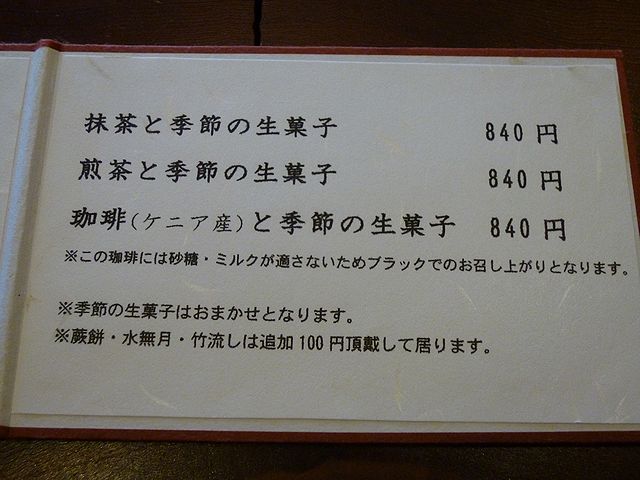 抹茶と季節の生菓子 840 円
煎茶と季節の生菓子 840 円
珈琲(ケニア産)と季節の生菓子 840 円
※この珈琲には砂糖・ミルクが適さないためブラックでのお召し上がりとなります。
※季節の生菓子はおまかせとなります。
※蕨餅・水無月・竹流しは追加 100 円頂戴して居ります。